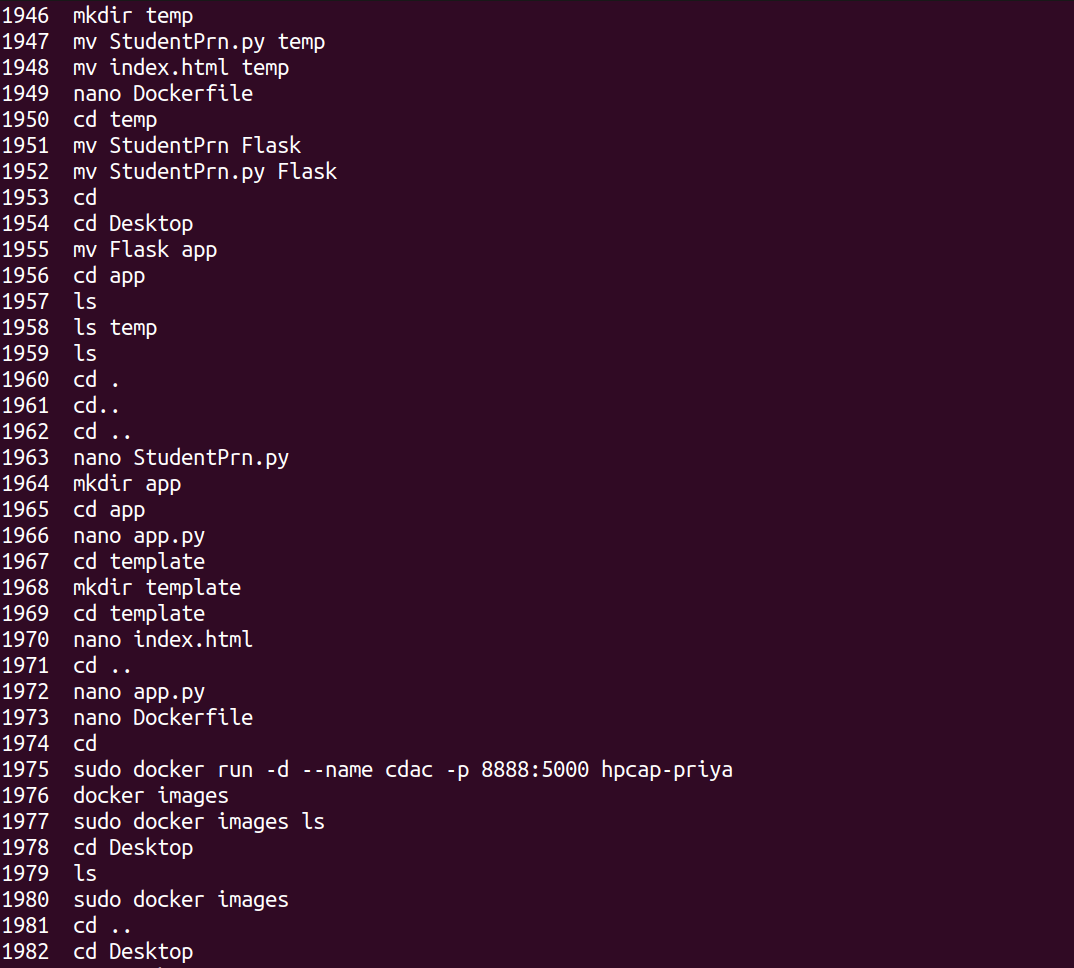 1946 mkdir temp
1947 mv StudentPrn.py temp
1948 mv index.html temp
1949 nano Dockerfile
1950 cd temp
1951 mv StudentPrn Flask
1952 mv StudentPrn.py Flask
1953 cd
1954 cd Desktop
1955 mv Flask app
1956 cd app
1957 ls
1958 ls temp
1959 ls
1960 cd .
1961 cd..
1962 cd ..
1963 nano StudentPrn.py
1964 mkdir app
1965 cd app
1966 nano app.py
1967 cd template
1968 mkdir template
1969 cd template
1970 nano index.html
1971 cd ..
1972 nano app.py
1973 nano Dockerfile
1974 cd
1975 sudo docker run -d --name cdac -p 8888:5000 hpcap-priya
1976 docker images
1977 sudo docker images ls
1978 cd Desktop
1979 ls
1980 sudo docker images
1981 cd ..
1982 cd Desktop